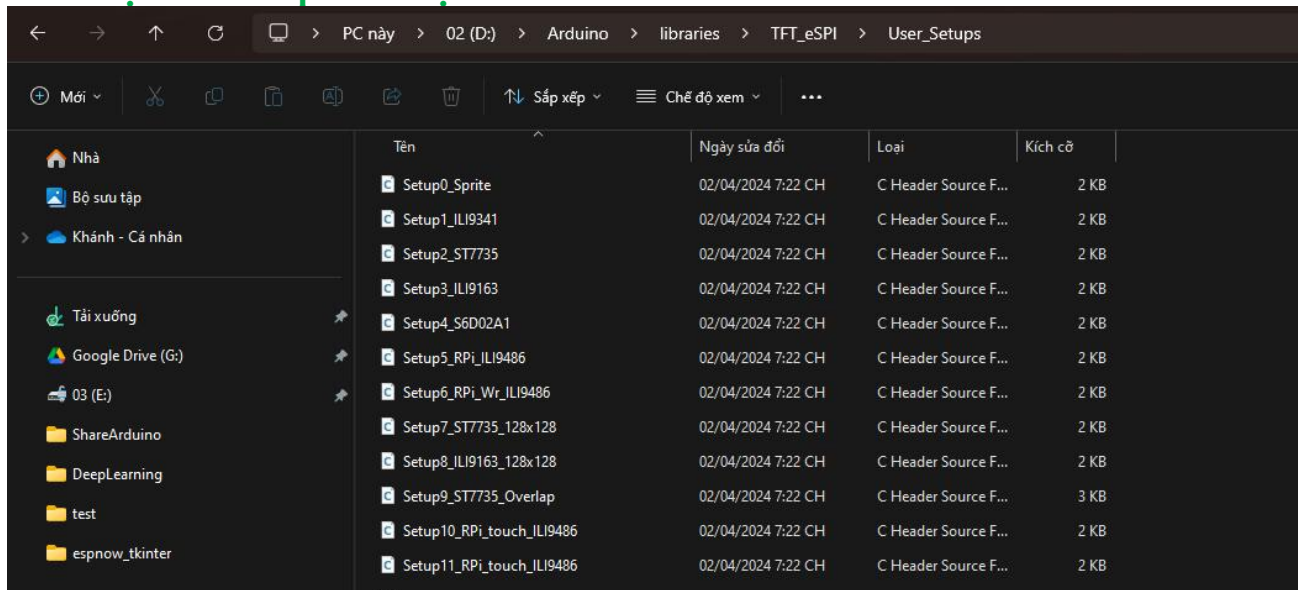 PC này > 02 (D:) > Arduino > libraries > TFT_eSPI > User_Setups
Mới Sắp xếp Chế độ xem
Tên Ngày sửa đổi Loại Kích cỡ
Nhà
Bộ sưu tập
Khánh - Cá nhân
Tải xuống
Google Drive (G:)
03 (E:)
ShareArduino
DeepLearning
test
espnow_tkinter
Setup0_Sprite 02/04/2024 7:22 CH C Header Source F... 2 KB
Setup1_ILI9341 02/04/2024 7:22 CH C Header Source F... 2 KB
Setup2_ST7735 02/04/2024 7:22 CH C Header Source F... 2 KB
Setup3_ILI9163 02/04/2024 7:22 CH C Header Source F... 2 KB
Setup4_S6D02A1 02/04/2024 7:22 CH C Header Source F... 2 KB
Setup5_RPi_ILI9486 02/04/2024 7:22 CH C Header Source F... 2 KB
Setup6_RPi_Wr_ILI9486 02/04/2024 7:22 CH C Header Source F... 2 KB
Setup7_ST7735_128x128 02/04/2024 7:22 CH C Header Source F... 2 KB
Setup8_ILI9163_128x128 02/04/2024 7:22 CH C Header Source F... 2 KB
Setup9_ST7735_Overlap 02/04/2024 7:22 CH C Header Source F... 3 KB
Setup10_RPi_touch_ILI9486 02/04/2024 7:22 CH C Header Source F... 2 KB
Setup11_RPi_touch_ILI9486 02/04/2024 7:22 CH C Header Source F... 2 KB